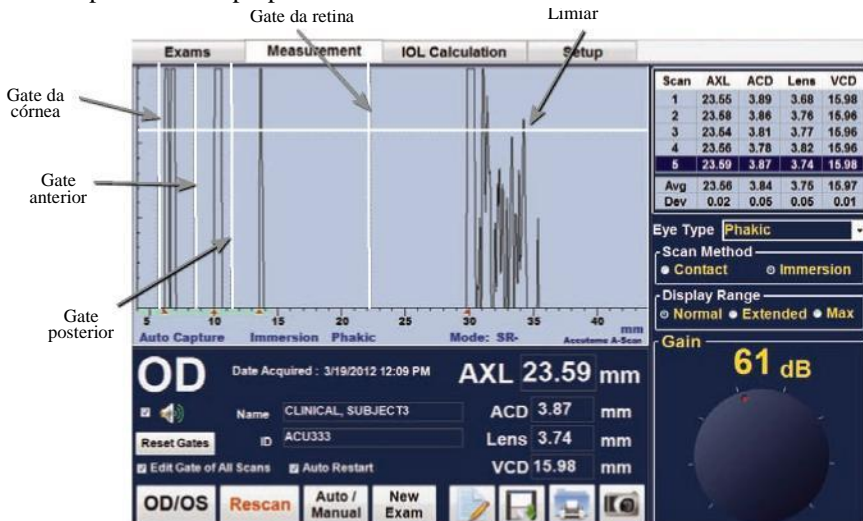 Gate da retina
Limiar
Gate da
córnea
Gate
anterior
Gate
posterior
Exams Measurement IOL Calculation Setup
5 10 15 20 25 30 35 40
mm
Auto Capture Immersion Phakic Mode: SR- Accutome A-Scan
Scan AXL ACD Lens VCD
1 23.55 3.89 3.68 15.98
2 23.58 3.86 3.76 15.96
3 23.54 3.81 3.77 15.96
4 23.56 3.78 3.82 15.96
5 23.59 3.87 3.74 15.98
Avg 23.56 3.84 3.75 15.97
Dev 0.02 0.05 0.05 0.01
Eye Type Phakic
Scan Method
Contact Immersion
Display Range
Normal Extended Max
Gain
61 dB
OD Date Acquired : 3/19/2012 12:09 PM AXL 23.59 mm
Name CLINICAL, SUBJECT3 ACD 3.87 mm
Reset Gates ID ACU333 Lens 3.74 mm
Edit Gate of All Scans Auto Restart VCD 15.98 mm
OD/OS Rescan Auto / Manual New Exam